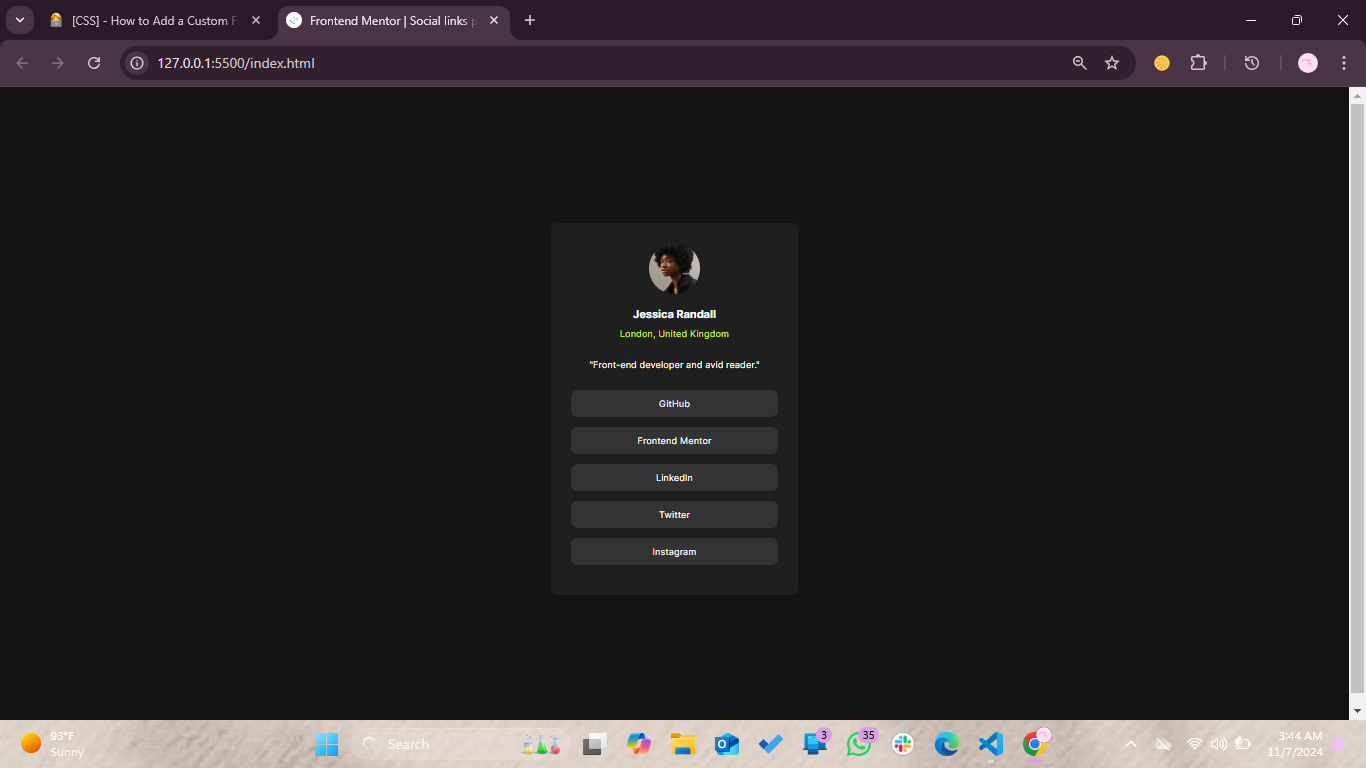 [CSS] - How to Add a Custom F
Frontend Mentor | Social links p
127.0.0.1:5500/index.html
Jessica Randall
London, United Kingdom
"Front-end developer and avid reader."
GitHub
Frontend Mentor
LinkedIn
Twitter
Instagram
93°F
Sunny
Search
3
35
3:44 AM
11/7/2024